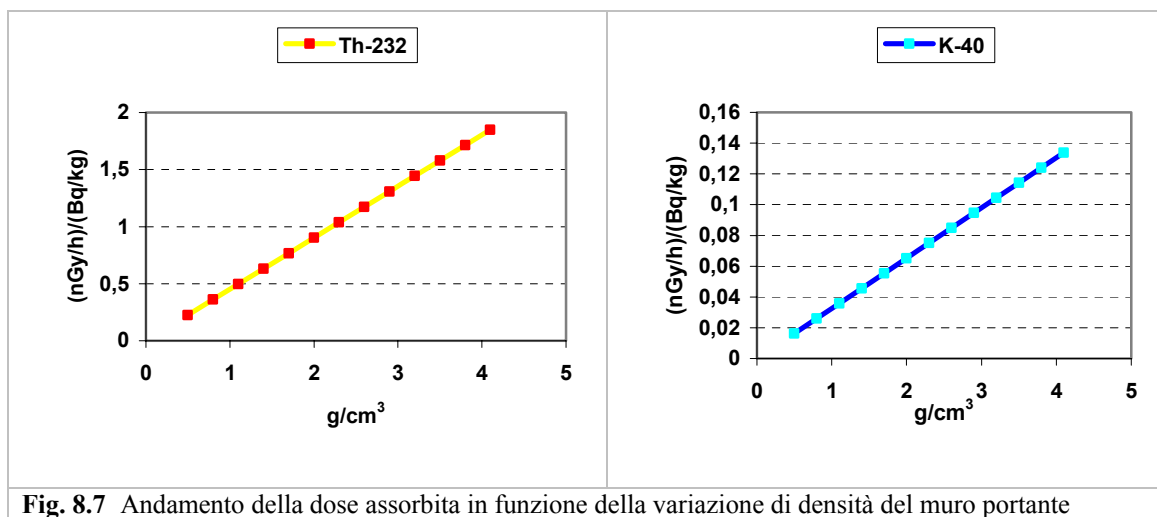 Th-232
(nGy/h)/(Bq/kg)
2
1,5
1
0,5
0
0 1 2 3 4 5
g/cm³
K-40
(nGy/h)/(Bq/kg)
0,16
0,14
0,12
0,1
0,08
0,06
0,04
0,02
0
0 1 2 3 4 5
g/cm³
Fig. 8.7 Andamento della dose assorbita in funzione della variazione di densità del muro portante